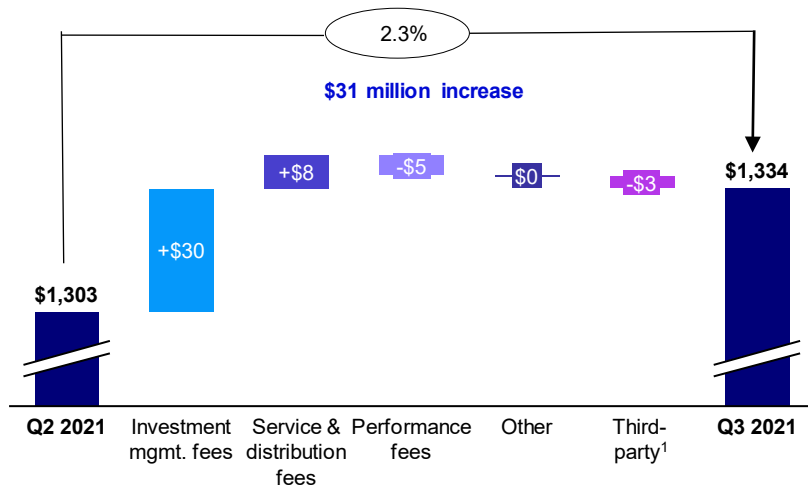 2.3%
$31 million increase
+$30
+$8
-$5
$0
-$3
$1,303
$1,334
Q2 2021
Investment
mgmt. fees
Service &
distribution
fees
Performance
fees
Other
Third-
party¹
Q3 2021